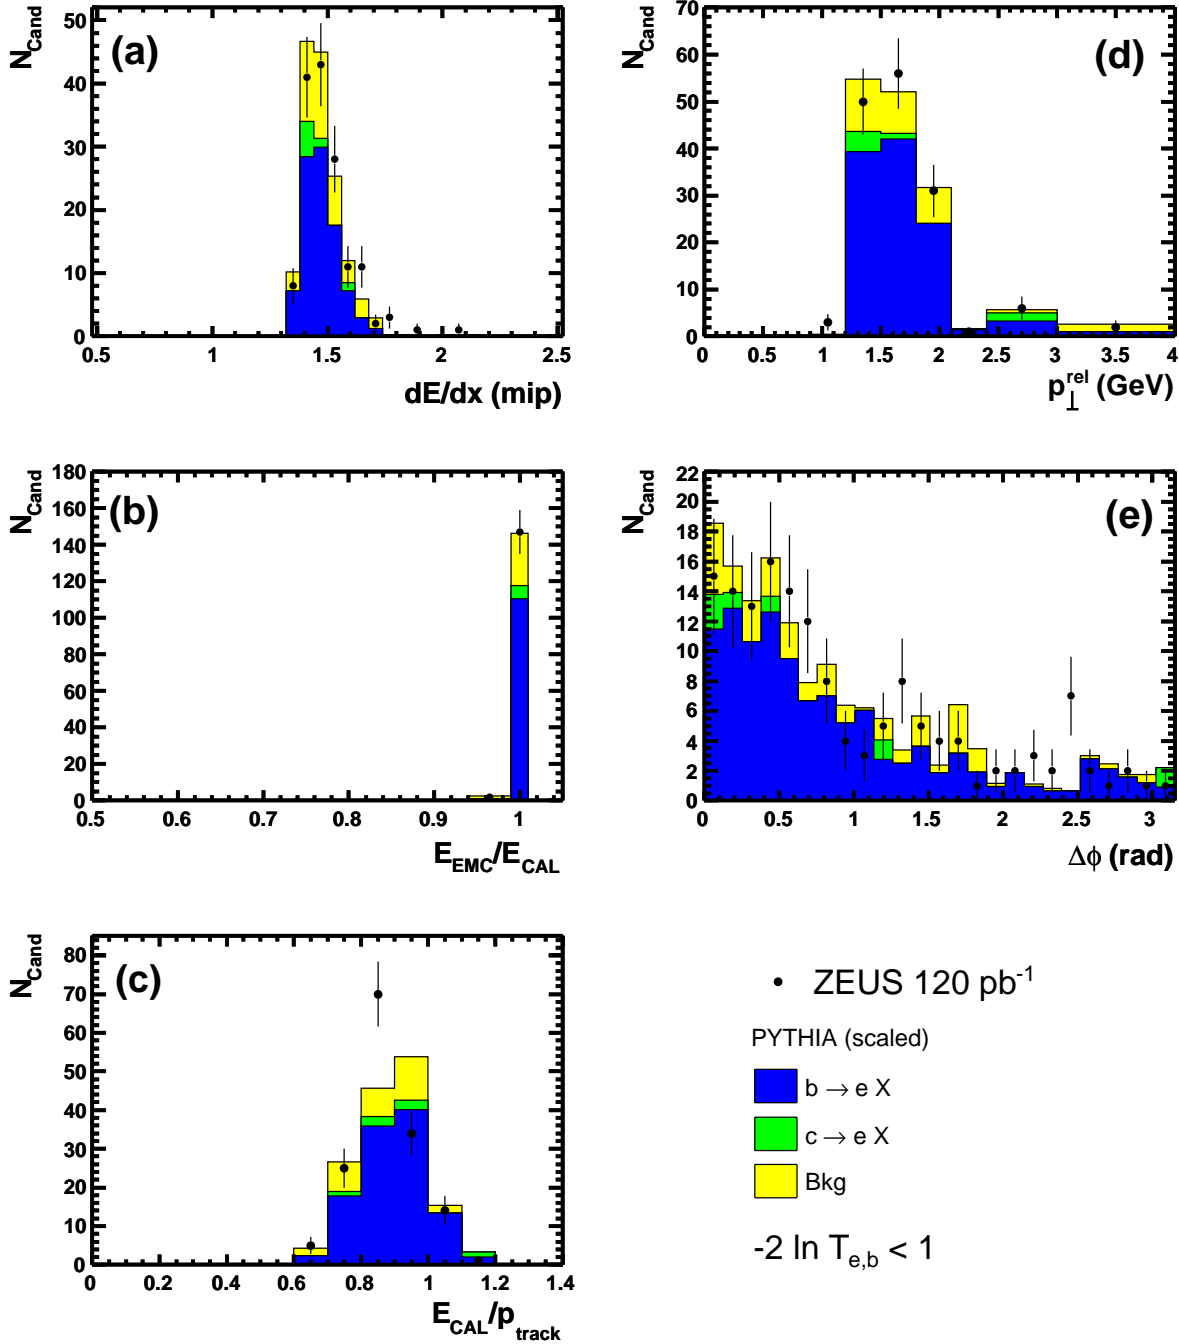 N_Cand
(a)
50
40
30
20
10
0
0.5 1 1.5 2 2.5
dE/dx (mip)
N_Cand
(d)
70
60
50
40
30
20
10
0
0 0.5 1 1.5 2 2.5 3 3.5 4
p_⊥^rel (GeV)
N_Cand
(b)
180
160
140
120
100
80
60
40
20
0
0.5 0.6 0.7 0.8 0.9 1
E_EMC/E_CAL
N_Cand
(e)
22
20
18
16
14
12
10
8
6
4
2
0
0 0.5 1 1.5 2 2.5 3
Δϕ (rad)
N_Cand
(c)
80
70
60
50
40
30
20
10
0
0 0.2 0.4 0.6 0.8 1 1.2 1.4
E_CAL/p_track
• ZEUS 120 pb^-1
PYTHIA (scaled)
b → e X
c → e X
Bkg
-2 ln T_e,b < 1